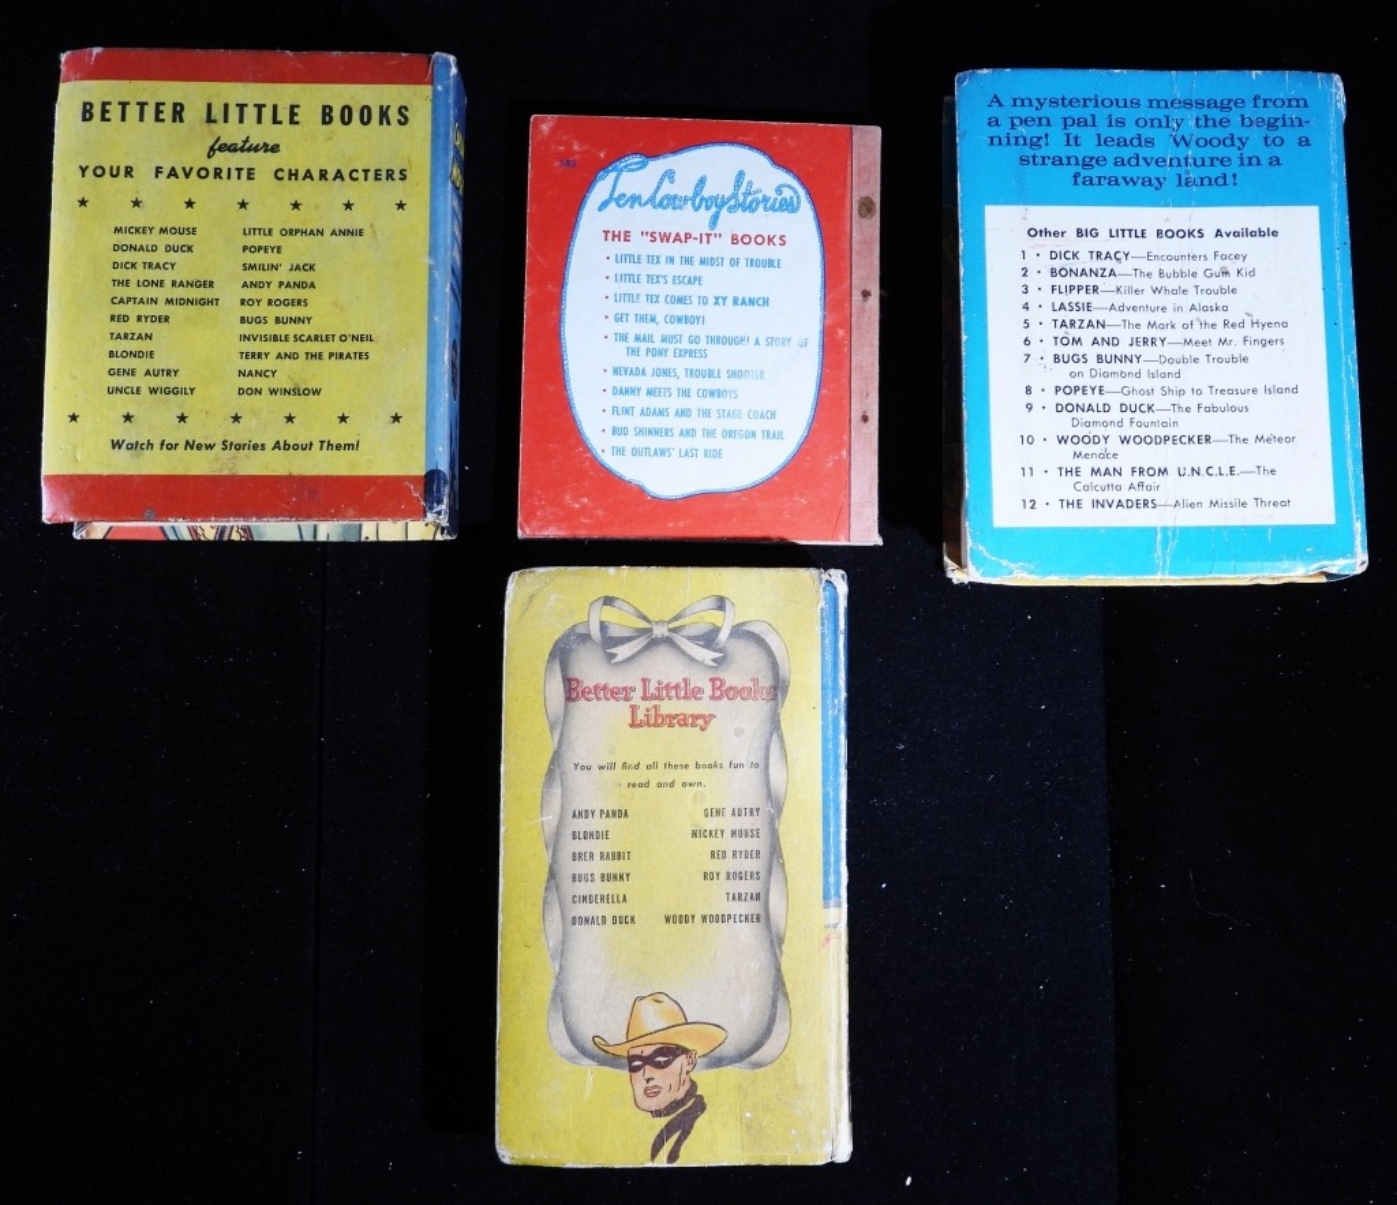 BETTER LITTLE BOOKS
feature
YOUR FAVORITE CHARACTERS
MICKEY MOUSE LITTLE ORPHAN ANNIE
DONALD DUCK POPEYE
DICK TRACY SMILIN' JACK
THE LONE RANGER ANDY PANDA
CAPTAIN MIDNIGHT ROY ROGERS
RED RYDER BUGS BUNNY
TARZAN INVISIBLE SCARLET O'NEIL
BLONDIE TERRY AND THE PIRATES
GENE AUTRY NANCY
UNCLE WIGGILY DON WINSLOW
Watch for New Stories About Them!
Ten Cowboy Stories
THE "SWAP-IT" BOOKS
• LITTLE TEX IN THE MIDST OF TROUBLE
• LITTLE TEX'S ESCAPE
• LITTLE TEX COMES TO XY RANCH
• GET THEM, COWBOY!
• THE MAIL MUST GO THROUGH! A STORY OF
THE PONY EXPRESS
• NEVADA JONES, TROUBLE SHOOTER
• DANNY MEETS THE COWBOYS
• FLINT ADAMS AND THE STAGE COACH
• BUD SHINNERS AND THE OREGON TRAIL
• THE OUTLAWS' LAST RIDE
A mysterious message from
a pen pal is only the begin-
ning! It leads Woody to a
strange adventure in a
faraway land!
Other BIG LITTLE BOOKS Available
1 • DICK TRACY—Encounters Facey
2 • BONANZA—The Bubble Gum Kid
3 • FLIPPER—Killer Whale Trouble
4 • LASSIE—Adventure in Alaska
5 • TARZAN—The Mark of the Red Hyena
6 • TOM AND JERRY—Meet Mr. Fingers
7 • BUGS BUNNY—Double Trouble
on Diamond Island
8 • POPEYE—Ghost Ship to Treasure Island
9 • DONALD DUCK—The Fabulous
Diamond Fountain
10 • WOODY WOODPECKER—The Meteor
Menace
11 • THE MAN FROM U.N.C.L.E.—The
Calcutta Affair
12 • THE INVADERS—Alien Missile Threat
Better Little Books
Library
You will find all these books fun to
read and own.
ANDY PANDA GENE AUTRY
BLONDIE MICKEY MOUSE
BRER RABBIT RED RYDER
BUGS BUNNY ROY ROGERS
CINDERELLA TARZAN
DONALD DUCK WOODY WOODPECKER